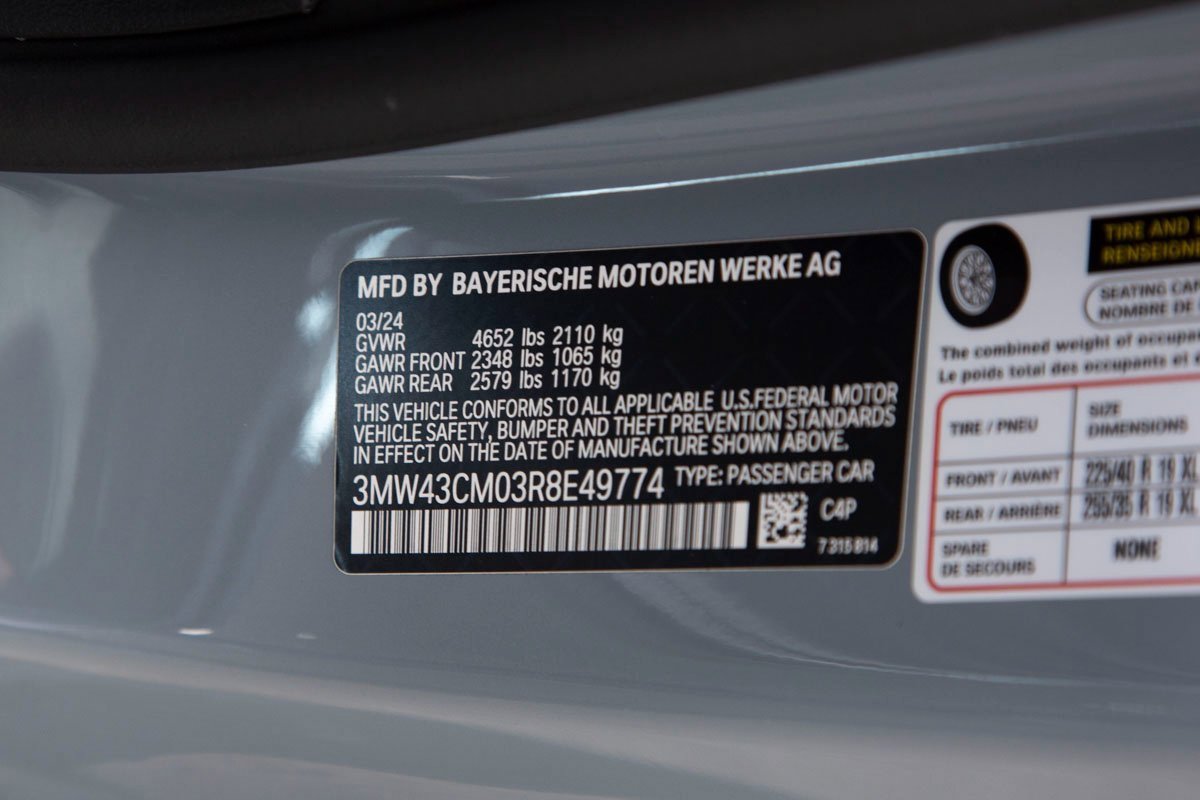 MFD BY BAYERISCHE MOTOREN WERKE AG
03/24
GVWR 4652 lbs 2110 kg
GAWR FRONT 2348 lbs 1065 kg
GAWR REAR 2579 lbs 1170 kg
THIS VEHICLE CONFORMS TO ALL APPLICABLE U.S.FEDERAL MOTOR
VEHICLE SAFETY, BUMPER AND THEFT PREVENTION STANDARDS
IN EFFECT ON THE DATE OF MANUFACTURE SHOWN ABOVE.
3MW43CM03R8E49774 TYPE: PASSENGER CAR
C4P
7315814
TIRE AND
RENSEIGN
SEATING CAP
NOMBRE DE
The combined weight of occupa
Le poids total des occupants et
TIRE / PNEU
SIZE
DIMENSIONS
FRONT / AVANT 225/40 R 19 XL
REAR / ARRIÈRE 255/35 R 19 XL
SPARE
DE SECOURS
NONE